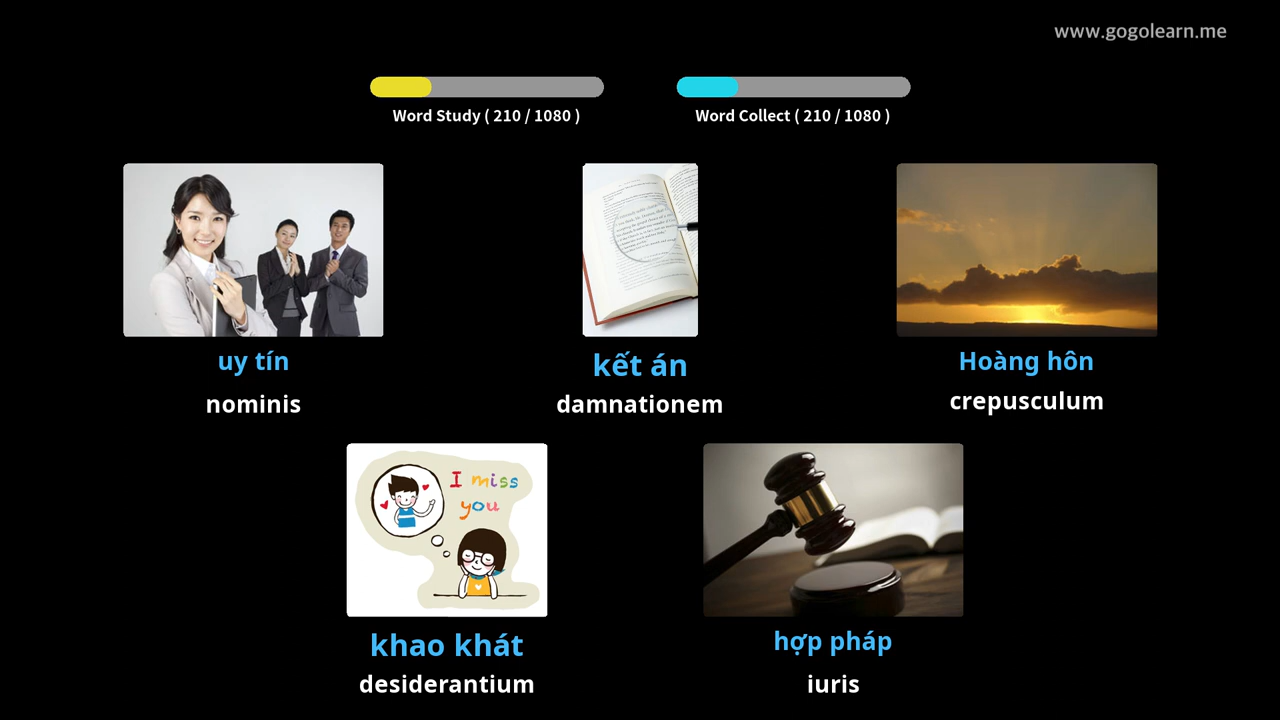 www.gogolearn.me
Word Study ( 210 / 1080 )
Word Collect ( 210 / 1080 )
uy tín
nominis
kết án
damnationem
Hoàng hôn
crepusculum
I miss
you
khao khát
desiderantium
hợp pháp
iuris